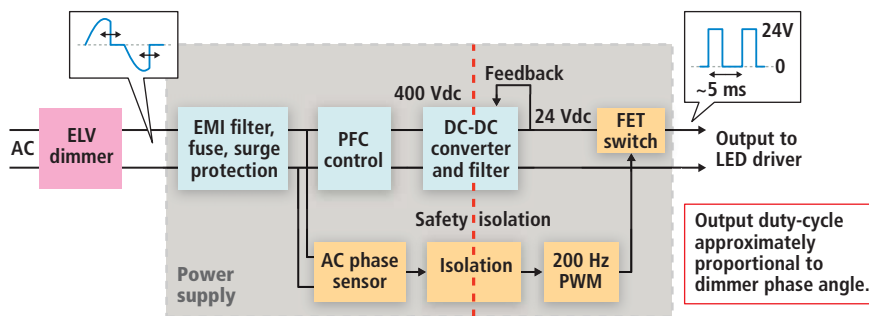 24V
0
~5 ms
Feedback
400 Vdc
24 Vdc
AC
ELV
dimmer
EMI filter,
fuse, surge
protection
PFC
control
DC-DC
converter
and filter
FET
switch
Output to
LED driver
Safety isolation
Power
supply
AC phase
sensor
Isolation
200 Hz
PWM
Output duty-cycle
approximately
proportional to
dimmer phase angle.